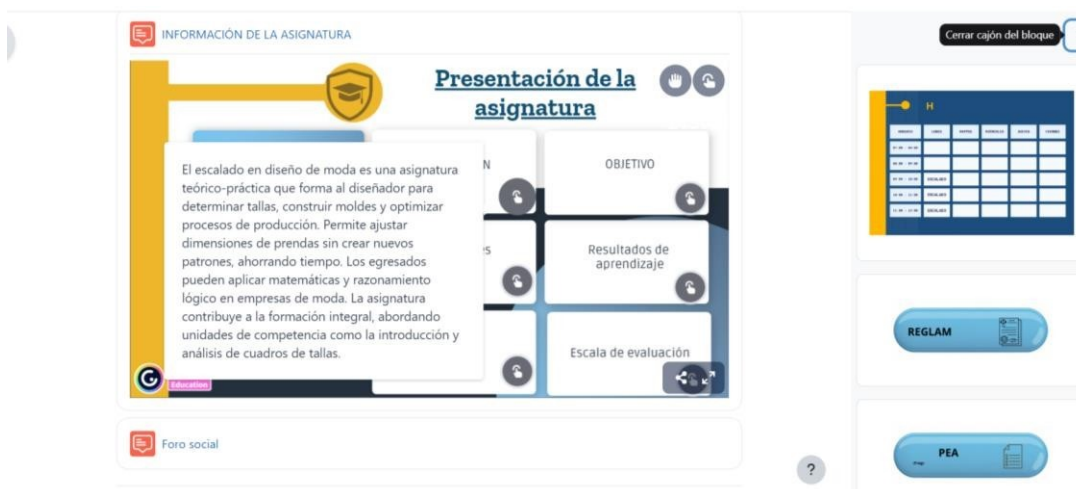 INFORMACIÓN DE LA ASIGNATURA
Presentación de la
asignatura
El escalado en diseño de moda es una asignatura
teórico-práctica que forma al diseñador para
determinar tallas, construir moldes y optimizar
procesos de producción. Permite ajustar
dimensiones de prendas sin crear nuevos
patrones, ahorrando tiempo. Los egresados
pueden aplicar matemáticas y razonamiento
lógico en empresas de moda. La asignatura
contribuye a la formación integral, abordando
unidades de competencia como la introducción y
análisis de cuadros de tallas.
N
OBJETIVO
Resultados de
aprendizaje
Escala de evaluación
Education
Foro social
Cerrar cajón del bloque
H
REGLAM
PEA
?